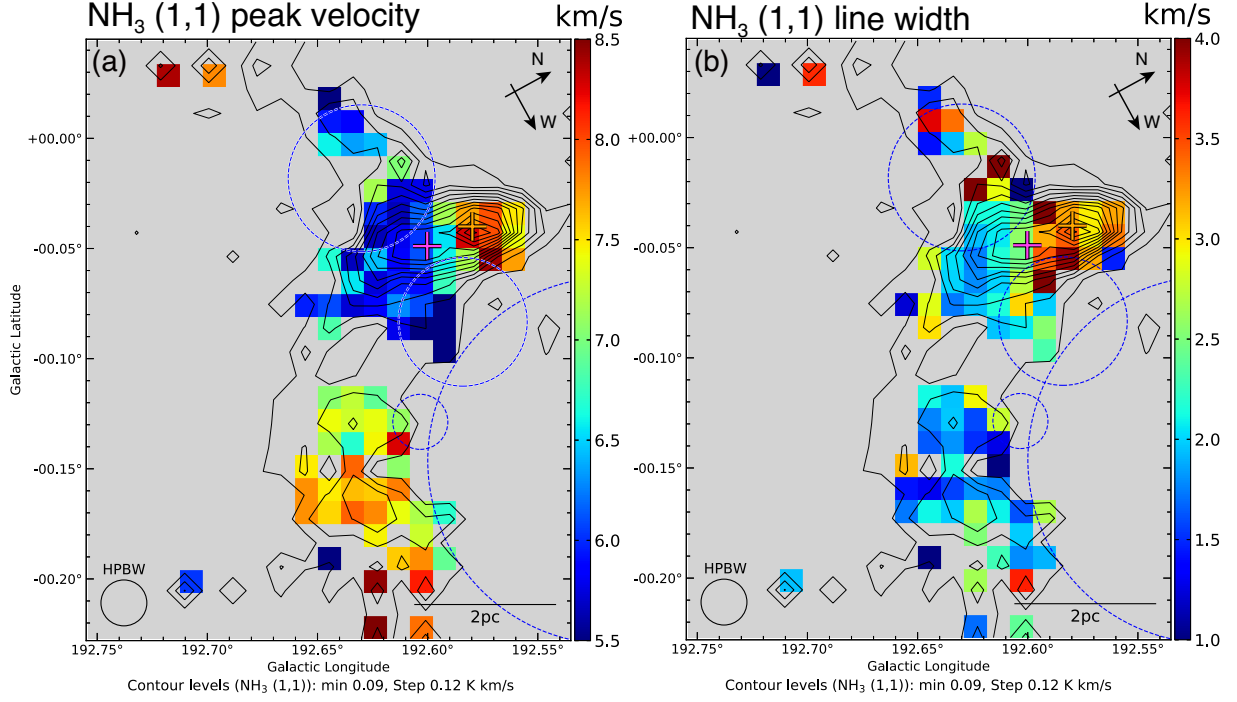 NH₃ (1,1) peak velocity
km/s
(a)
N
W
8.5
8.0
7.5
7.0
6.5
6.0
5.5
+00.00°
-00.05°
-00.10°
-00.15°
-00.20°
Galactic Latitude
HPBW
2pc
192.75°
192.70°
192.65°
192.60°
192.55°
Galactic Longitude
Contour levels (NH₃ (1,1)): min 0.09, Step 0.12 K km/s
NH₃ (1,1) line width
km/s
(b)
N
W
4.0
3.5
3.0
2.5
2.0
1.5
1.0
+00.00°
-00.05°
-00.10°
-00.15°
-00.20°
Galactic Latitude
HPBW
2pc
192.75°
192.70°
192.65°
192.60°
192.55°
Galactic Longitude
Contour levels (NH₃ (1,1)): min 0.09, Step 0.12 K km/s